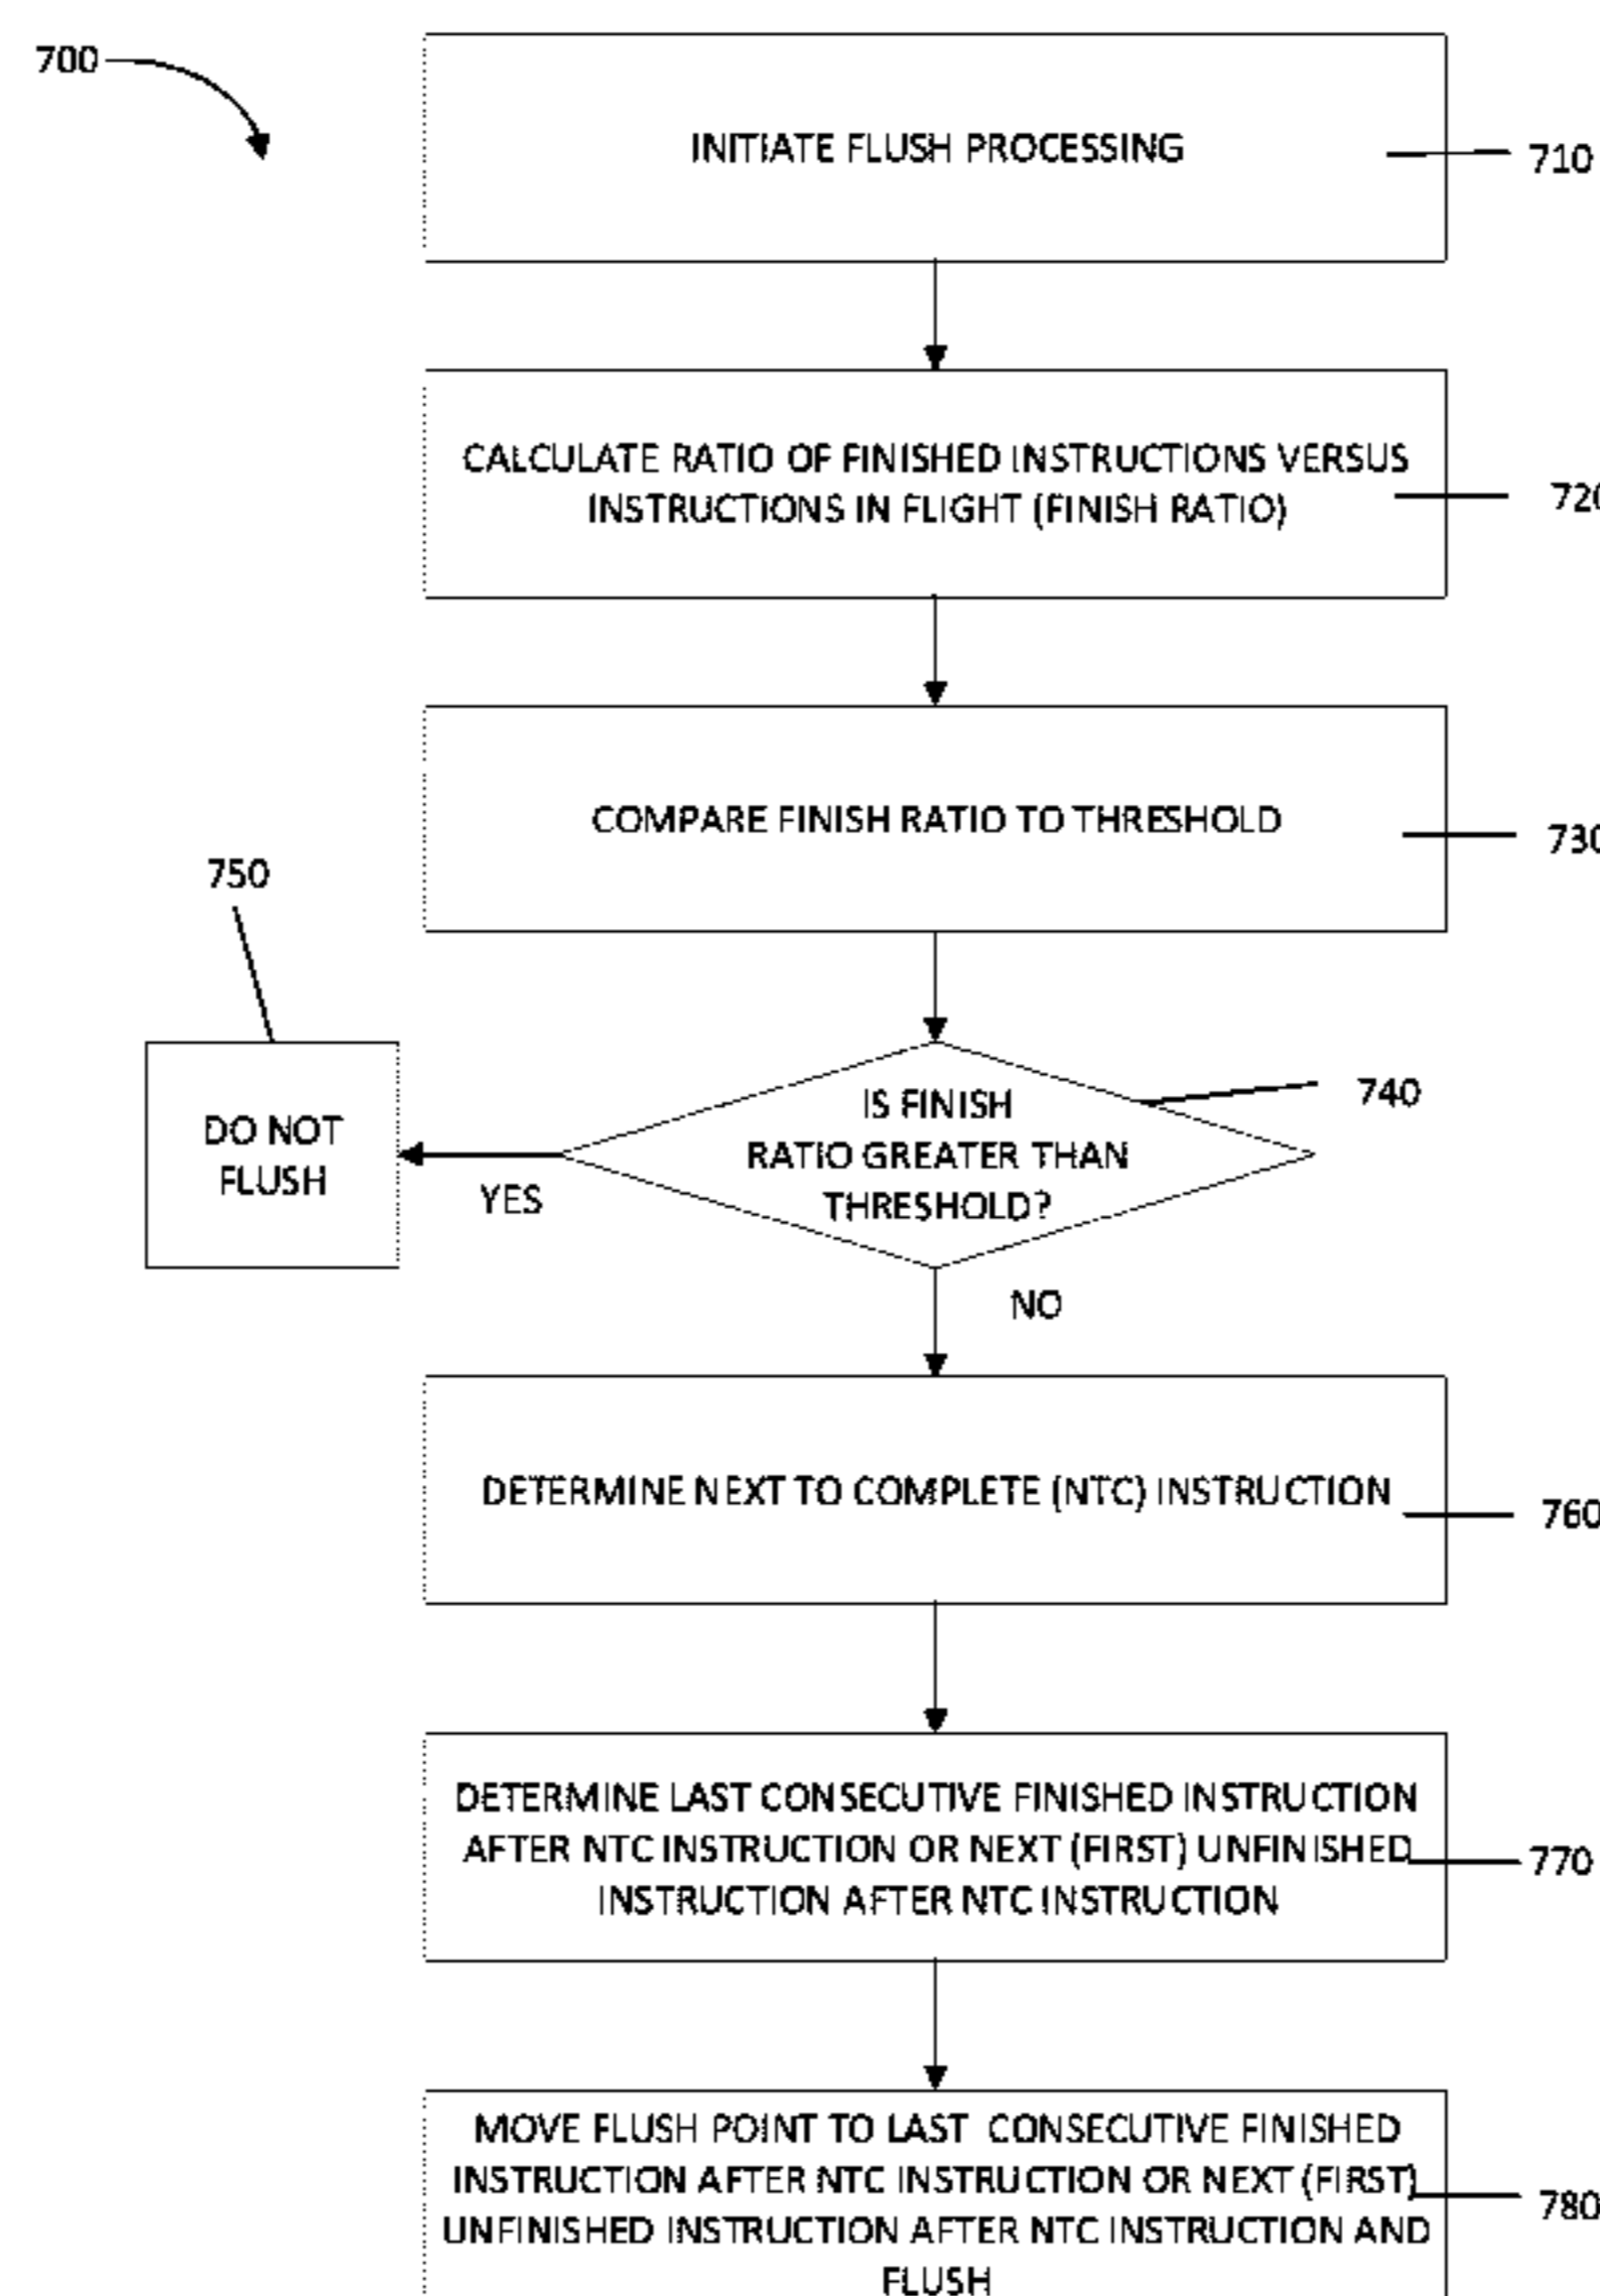 700
INITIATE FLUSH PROCESSING
710
CALCULATE RATIO OF FINISHED INSTRUCTIONS VERSUS
INSTRUCTIONS IN FLIGHT (FINISH RATIO)
720
COMPARE FINISH RATIO TO THRESHOLD
730
750
DO NOT
FLUSH
YES
IS FINISH
RATIO GREATER THAN
THRESHOLD?
740
NO
DETERMINE NEXT TO COMPLETE (NTC) INSTRUCTION
760
DETERMINE LAST CONSECUTIVE FINISHED INSTRUCTION
AFTER NTC INSTRUCTION OR NEXT (FIRST) UNFINISHED
INSTRUCTION AFTER NTC INSTRUCTION
770
MOVE FLUSH POINT TO LAST CONSECUTIVE FINISHED
INSTRUCTION AFTER NTC INSTRUCTION OR NEXT (FIRST)
UNFINISHED INSTRUCTION AFTER NTC INSTRUCTION AND
FLUSH
780